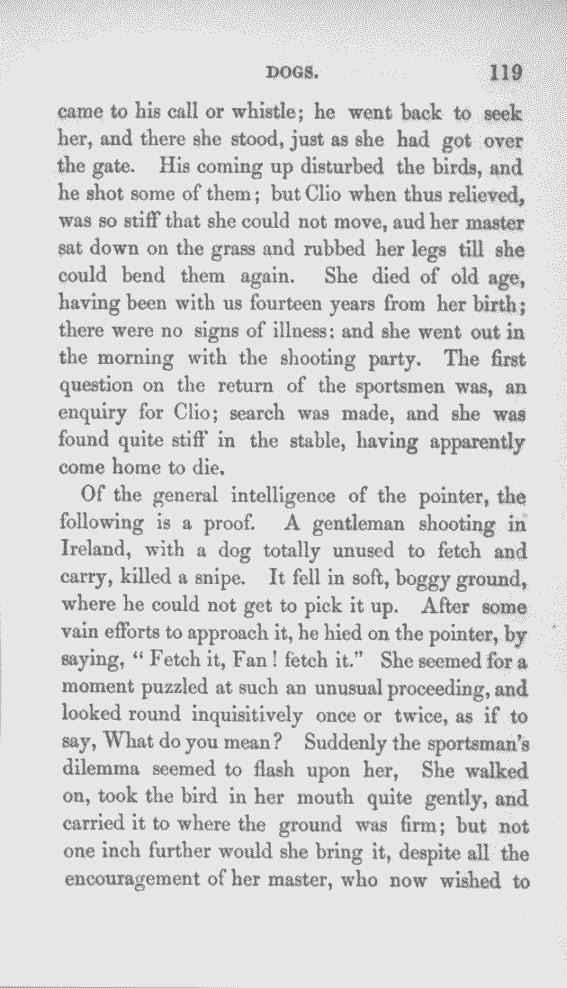 DOGS. 119
came to his call or whistle; he went back to seek
her, and there she stood, just as she had got over
the gate. His coming up disturbed the birds, and
he shot some of them; but Clio when thus relieved,
was so stiff that she could not move, aud her master
sat down on the grass and rubbed her legs till she
could bend them again. She died of old age,
having been with us fourteen years from her birth;
there were no signs of illness; and she went out in
the morning with the shooting party. The first
question on the return of the sportsmen was, an
enquiry for Clio; search was made, and she was
found quite stiff in the stable, having apparently
come home to die.
Of the general intelligence of the pointer, the
following is a proof. A gentleman shooting in
Ireland, with a dog totally unused to fetch and
carry, killed a snipe. It fell in soft, boggy ground,
where he could not get to pick it up. After some
vain efforts to approach it, he hied on the pointer, by
saying, “ Fetch it, Fan ! fetch it.” She seemed for a
moment puzzled at such an unusual proceeding, and
looked round inquisitively once or twice, as if to
say, What do you mean? Suddenly the sportsman's
dilemma seemed to flash upon her, She walked
on, took the bird in her mouth quite gently, and
carried it to where the ground was firm; but not
one inch further would she bring it, despite all the
encouragement of her master, who now wished to